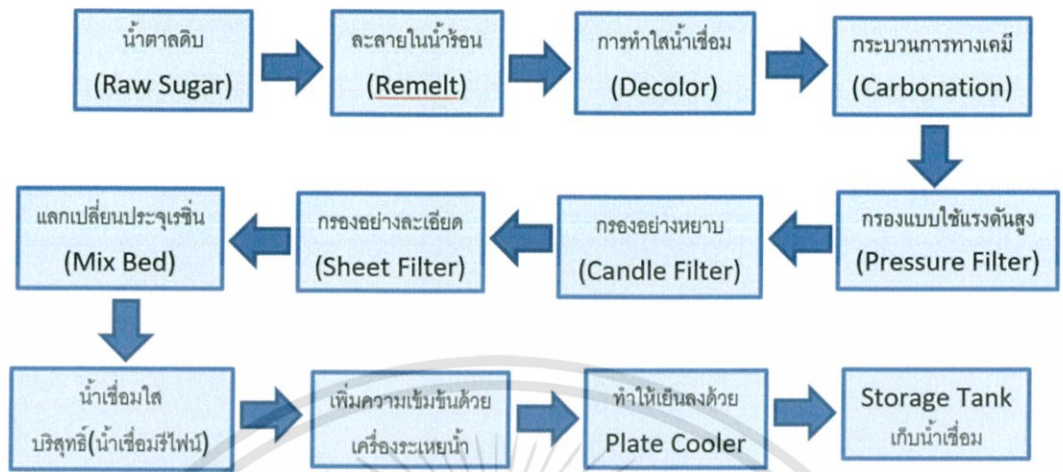 น้ำตาลดิบ
(Raw Sugar)
ละลายในน้ำร้อน
(Remelt)
การทำใสน้ำเชื่อม
(Decolor)
กระบวนการทางเคมี
(Carbonation)
กรองแบบใช้แรงดันสูง
(Pressure Filter)
กรองอย่างหยาบ
(Candle Filter)
กรองอย่างละเอียด
(Sheet Filter)
แลกเปลี่ยนประจุเรซิ่น
(Mix Bed)
น้ำเชื่อมใส
บริสุทธิ์(น้ำเชื่อมรีไฟน์)
เพิ่มความเข้มข้นด้วย
เครื่องระเหยน้ำ
ทำให้เย็นลงด้วย
Plate Cooler
Storage Tank
เก็บน้ำเชื่อม